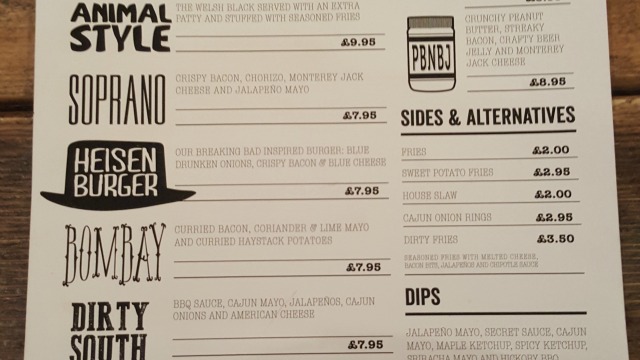 ANIMAL
STYLE
THE WELSH BLACK SERVED WITH AN EXTRA
PATTY AND STUFFED WITH SEASONED FRIES
£9.95
SOPRANO
CRISPY BACON, CHORIZO, MONTEREY JACK
CHEESE AND JALAPEÑO MAYO
£7.95
HEISEN
BURGER
OUR BREAKING BAD INSPIRED BURGER: BLUE
DRUNKEN ONIONS, CRISPY BACON & BLUE CHEESE
£7.95
BOMBAY
CURRIED BACON, CORIANDER & LIME MAYO
AND CURRIED HAYSTACK POTATOES
£7.95
DIRTY
SOUTH
BBQ SAUCE, CAJUN MAYO, JALAPEÑOS, CAJUN
ONIONS AND AMERICAN CHEESE
£7.95
PBNBJ
CRUNCHY PEANUT
BUTTER, STREAKY
BACON, CRAFTY BEER
JELLY AND MONTEREY
JACK CHEESE
£8.95
SIDES & ALTERNATIVES
FRIES £2.00
SWEET POTATO FRIES £2.95
HOUSE SLAW £2.00
CAJUN ONION RINGS £2.95
DIRTY FRIES £3.50
SEASONED FRIES WITH MELTED CHEESE,
BACON BITS, JALAPEÑOS AND CHIPOTLE SAUCE
DIPS
JALAPEÑO MAYO, SECRET SAUCE, CAJUN
MAYO, MAPLE KETCHUP, SPICY KETCHUP,
SRIRACHA MAYO AND HICKORY BBQ